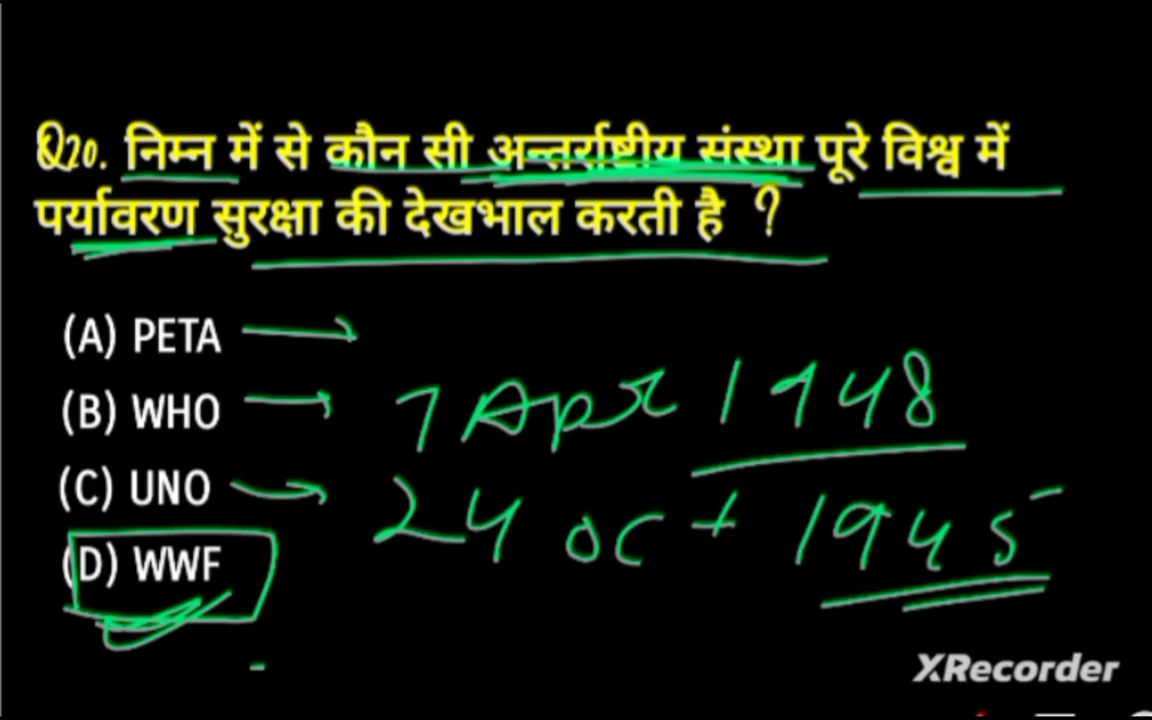 Q20. निम्न में से कौन सी अन्तर्राष्ट्रीय संस्था पूरे विश्व में
पर्यावरण सुरक्षा की देखभाल करती है ?
(A) PETA
(B) WHO 7 Apr 1948
(C) UNO 24 oct 1945
(D) WWF
XRecorder